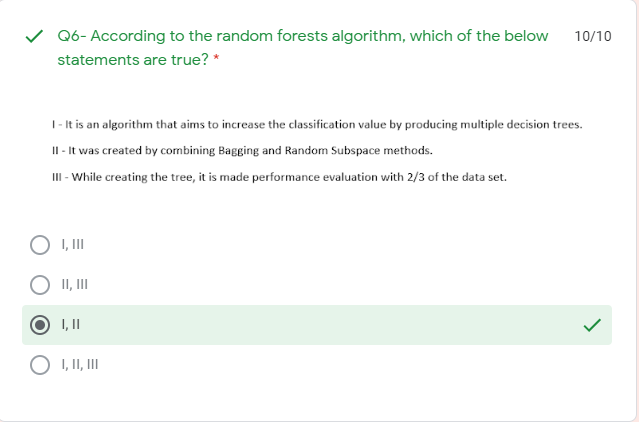 Q6- According to the random forests algorithm, which of the below 10/10
statements are true? *
I - It is an algorithm that aims to increase the classification value by producing multiple decision trees.
II - It was created by combining Bagging and Random Subspace methods.
III - While creating the tree, it is made performance evaluation with 2/3 of the data set.
I, III
II, III
I, II
I, II, III